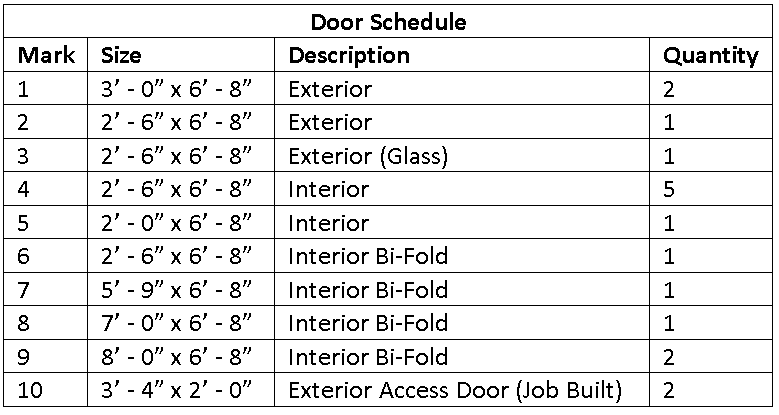 Door Schedule
Mark Size Description Quantity
1 3’ - 0” x 6’ - 8” Exterior 2
2 2’ - 6” x 6’ - 8” Exterior 1
3 2’ - 6” x 6’ - 8” Exterior (Glass) 1
4 2’ - 6” x 6’ - 8” Interior 5
5 2’ - 0” x 6’ - 8” Interior 1
6 2’ - 6” x 6’ - 8” Interior Bi-Fold 1
7 5’ - 9” x 6’ - 8” Interior Bi-Fold 1
8 7’ - 0” x 6’ - 8” Interior Bi-Fold 1
9 8’ - 0” x 6’ - 8” Interior Bi-Fold 2
10 3’ - 4” x 2’ - 0” Exterior Access Door (Job Built) 2